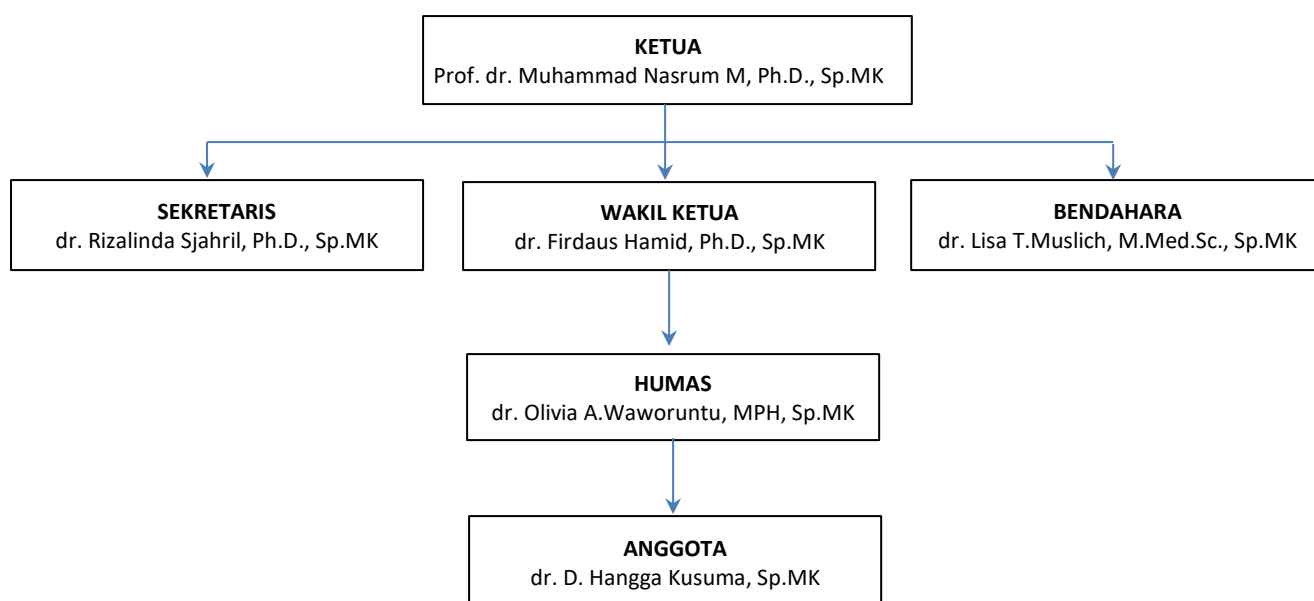 KETUA
Prof. dr. Muhammad Nasrum M, Ph.D., Sp.MK
SEKRETARIS
dr. Rizalinda Sjahril, Ph.D., Sp.MK
WAKIL KETUA
dr. Firdaus Hamid, Ph.D., Sp.MK
BENDAHARA
dr. Lisa T.Muslich, M.Med.Sc., Sp.MK
HUMAS
dr. Olivia A.Waworuntu, MPH, Sp.MK
ANGGOTA
dr. D. Hangga Kusuma, Sp.MK